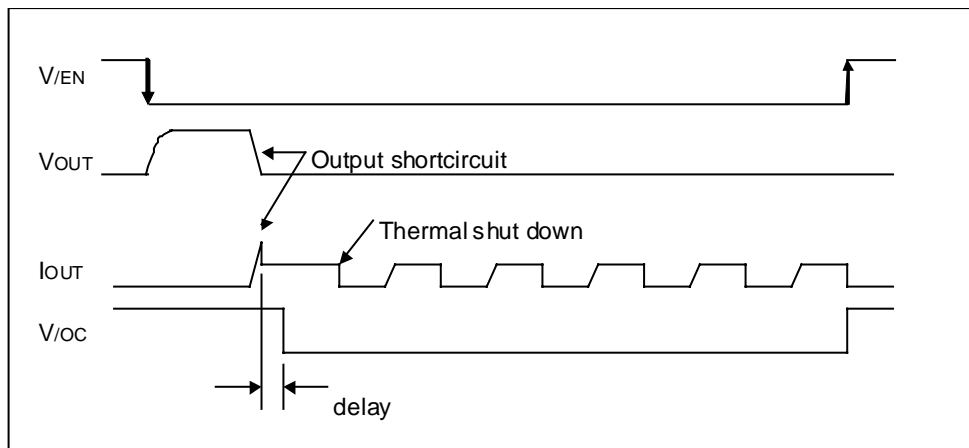 V/EN
VOUT
Output shortcircuit
Thermal shut down
IOUT
V/OC
delay